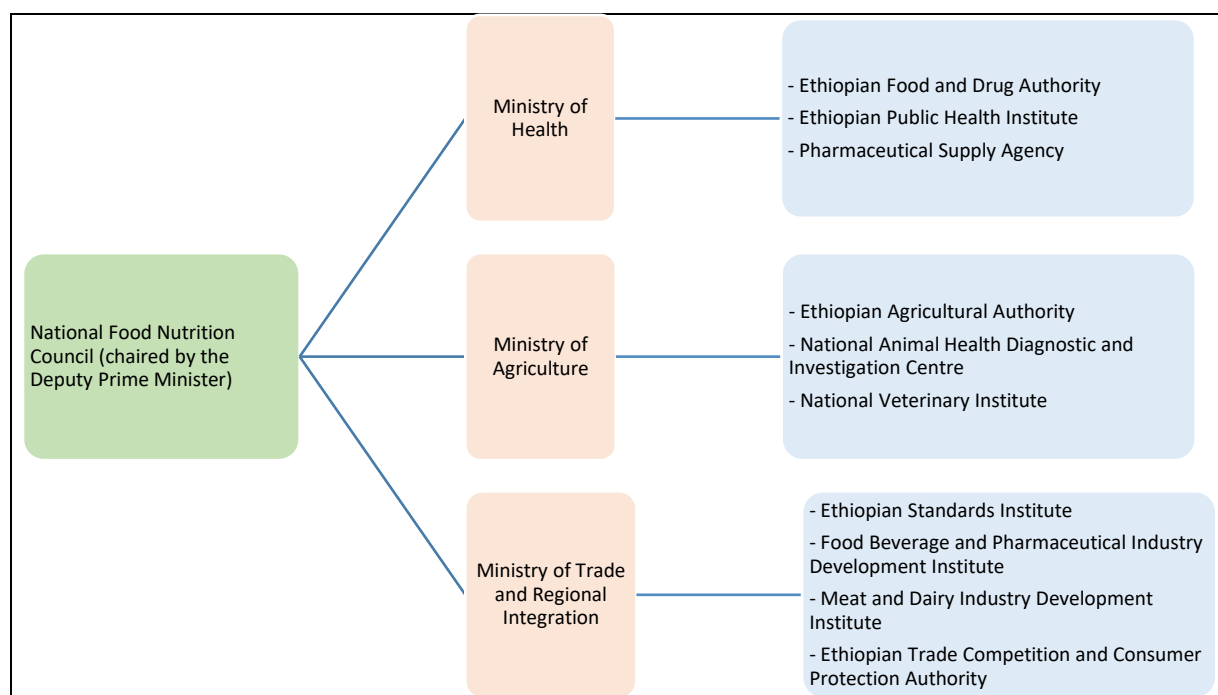 National Food Nutrition
Council (chaired by the
Deputy Prime Minister)
Ministry of
Health
- Ethiopian Food and Drug Authority
- Ethiopian Public Health Institute
- Pharmaceutical Supply Agency
Ministry of
Agriculture
- Ethiopian Agricultural Authority
- National Animal Health Diagnostic and
Investigation Centre
- National Veterinary Institute
Ministry of Trade
and Regional
Integration
- Ethiopian Standards Institute
- Food Beverage and Pharmaceutical Industry
Development Institute
- Meat and Dairy Industry Development
Institute
- Ethiopian Trade Competition and Consumer
Protection Authority